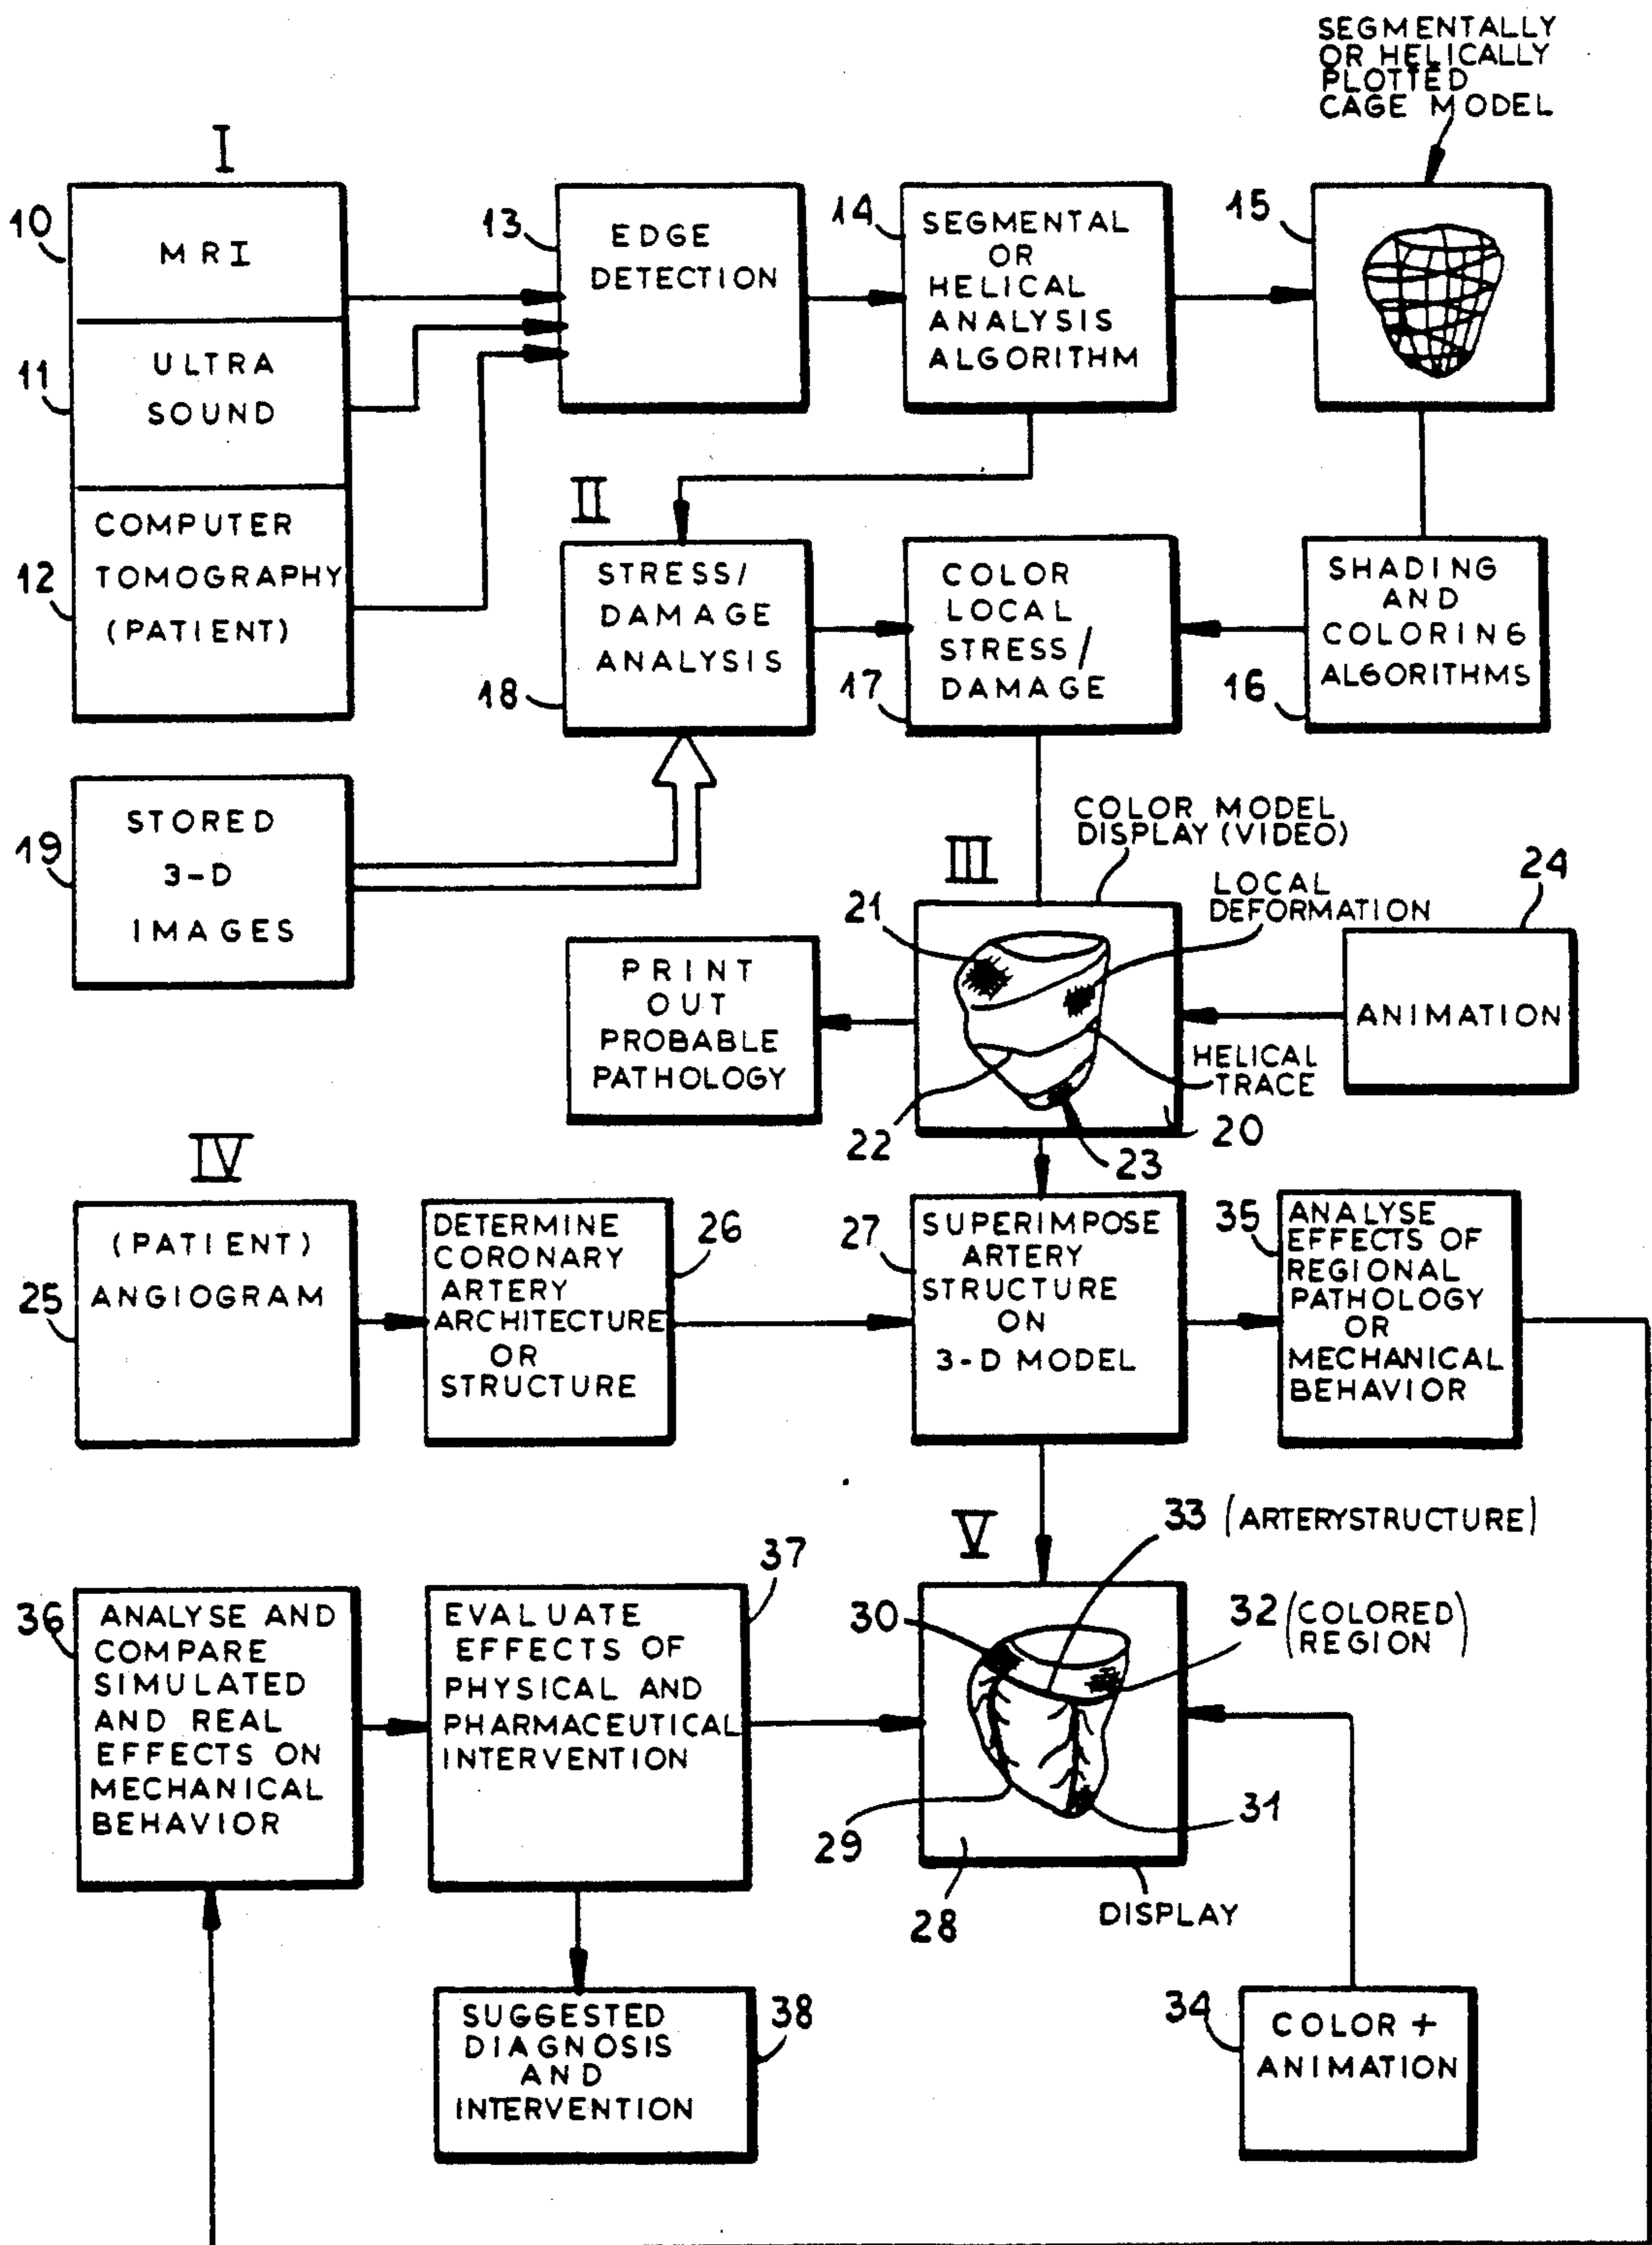 SEGMENTALLY
OR HELICALLY
PLOTTED
CAGE MODEL
I
10
MRI
11
ULTRA
SOUND
12
COMPUTER
TOMOGRAPHY
(PATIENT)
13
EDGE
DETECTION
14
SEGMENTAL
OR
HELICAL
ANALYSIS
ALGORITHM
15
II
18
STRESS/
DAMAGE
ANALYSIS
17
COLOR
LOCAL
STRESS/
DAMAGE
16
SHADING
AND
COLORING
ALGORITHMS
19
STORED
3-D
IMAGES
III
COLOR MODEL
DISPLAY (VIDEO)
LOCAL
DEFORMATION
24
ANIMATION
21
PRINT
OUT
PROBABLE
PATHOLOGY
HELICAL
TRACE
22
23
20
IV
25
(PATIENT)
ANGIOGRAM
26
DETERMINE
CORONARY
ARTERY
ARCHITECTURE
OR
STRUCTURE
27
SUPERIMPOSE
ARTERY
STRUCTURE
ON
3-D MODEL
35
ANALYSE
EFFECTS OF
REGIONAL
PATHOLOGY
OR
MECHANICAL
BEHAVIOR
V
33 (ARTERYSTRUCTURE)
36
ANALYSE AND
COMPARE
SIMULATED
AND REAL
EFFECTS ON
MECHANICAL
BEHAVIOR
37
EVALUATE
EFFECTS OF
PHYSICAL AND
PHARMACEUTICAL
INTERVENTION
30
32 (COLORED)
(REGION)
29
31
28
DISPLAY
38
SUGGESTED
DIAGNOSIS
AND
INTERVENTION
34
COLOR +
ANIMATION